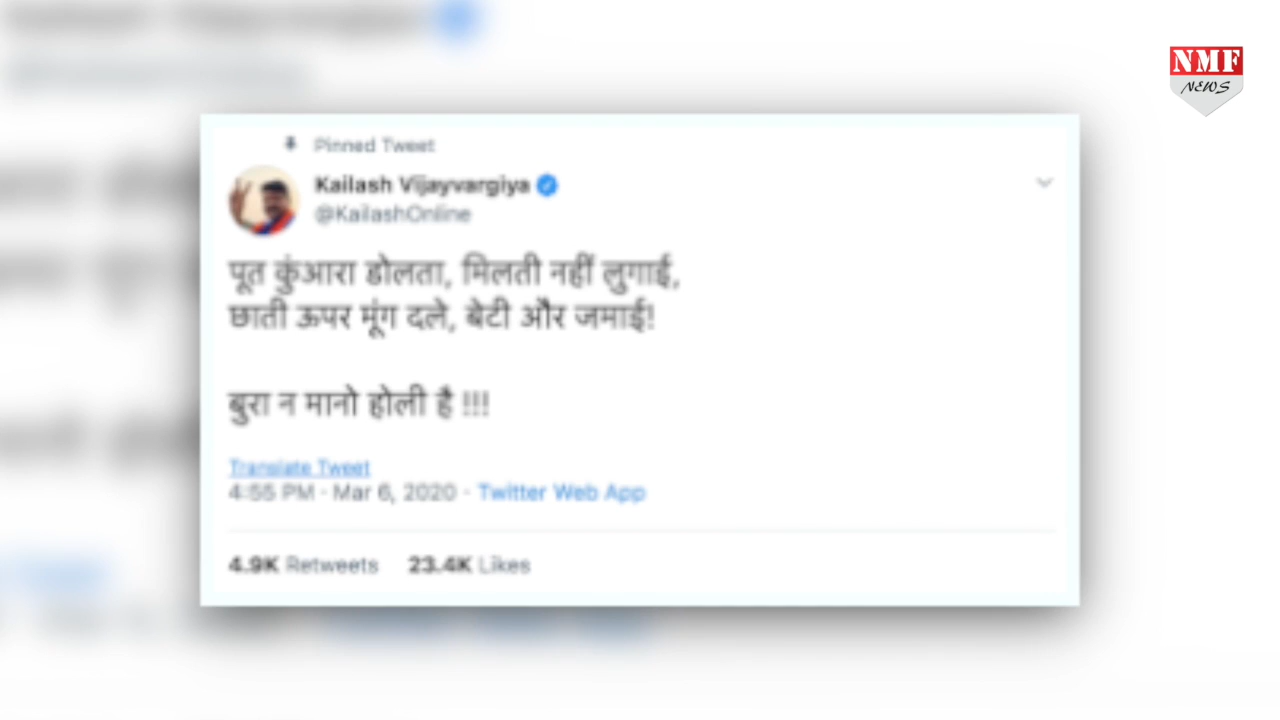 NMF
NEWS
Pinned Tweet
Kailash Vijayvargiya
@KailashOnline
पूत कुंआरा डोलता, मिलती नहीं लुगाई,
छाती ऊपर मूंग दले, बेटी और जमाई!
बुरा न मानो होली है !!!
Translate Tweet
4:55 PM · Mar 6, 2020 · Twitter Web App
4.9K Retweets 23.4K Likes